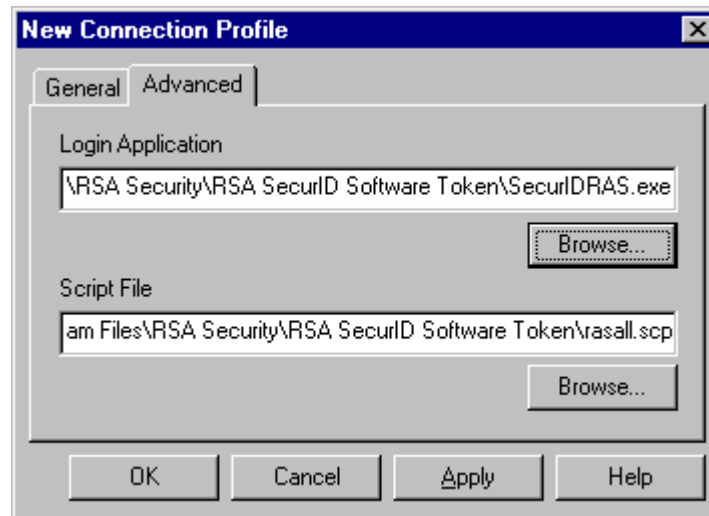 New Connection Profile
General Advanced
Login Application
\RSA Security\RSA SecurID Software Token\SecurIDRAS.exe
Browse...
Script File
am Files\RSA Security\RSA SecurID Software Token\rasall.scp
Browse...
OK Cancel Apply Help